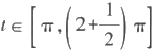 t ∈ [ π , ( 2 + 1/2 ) π ]